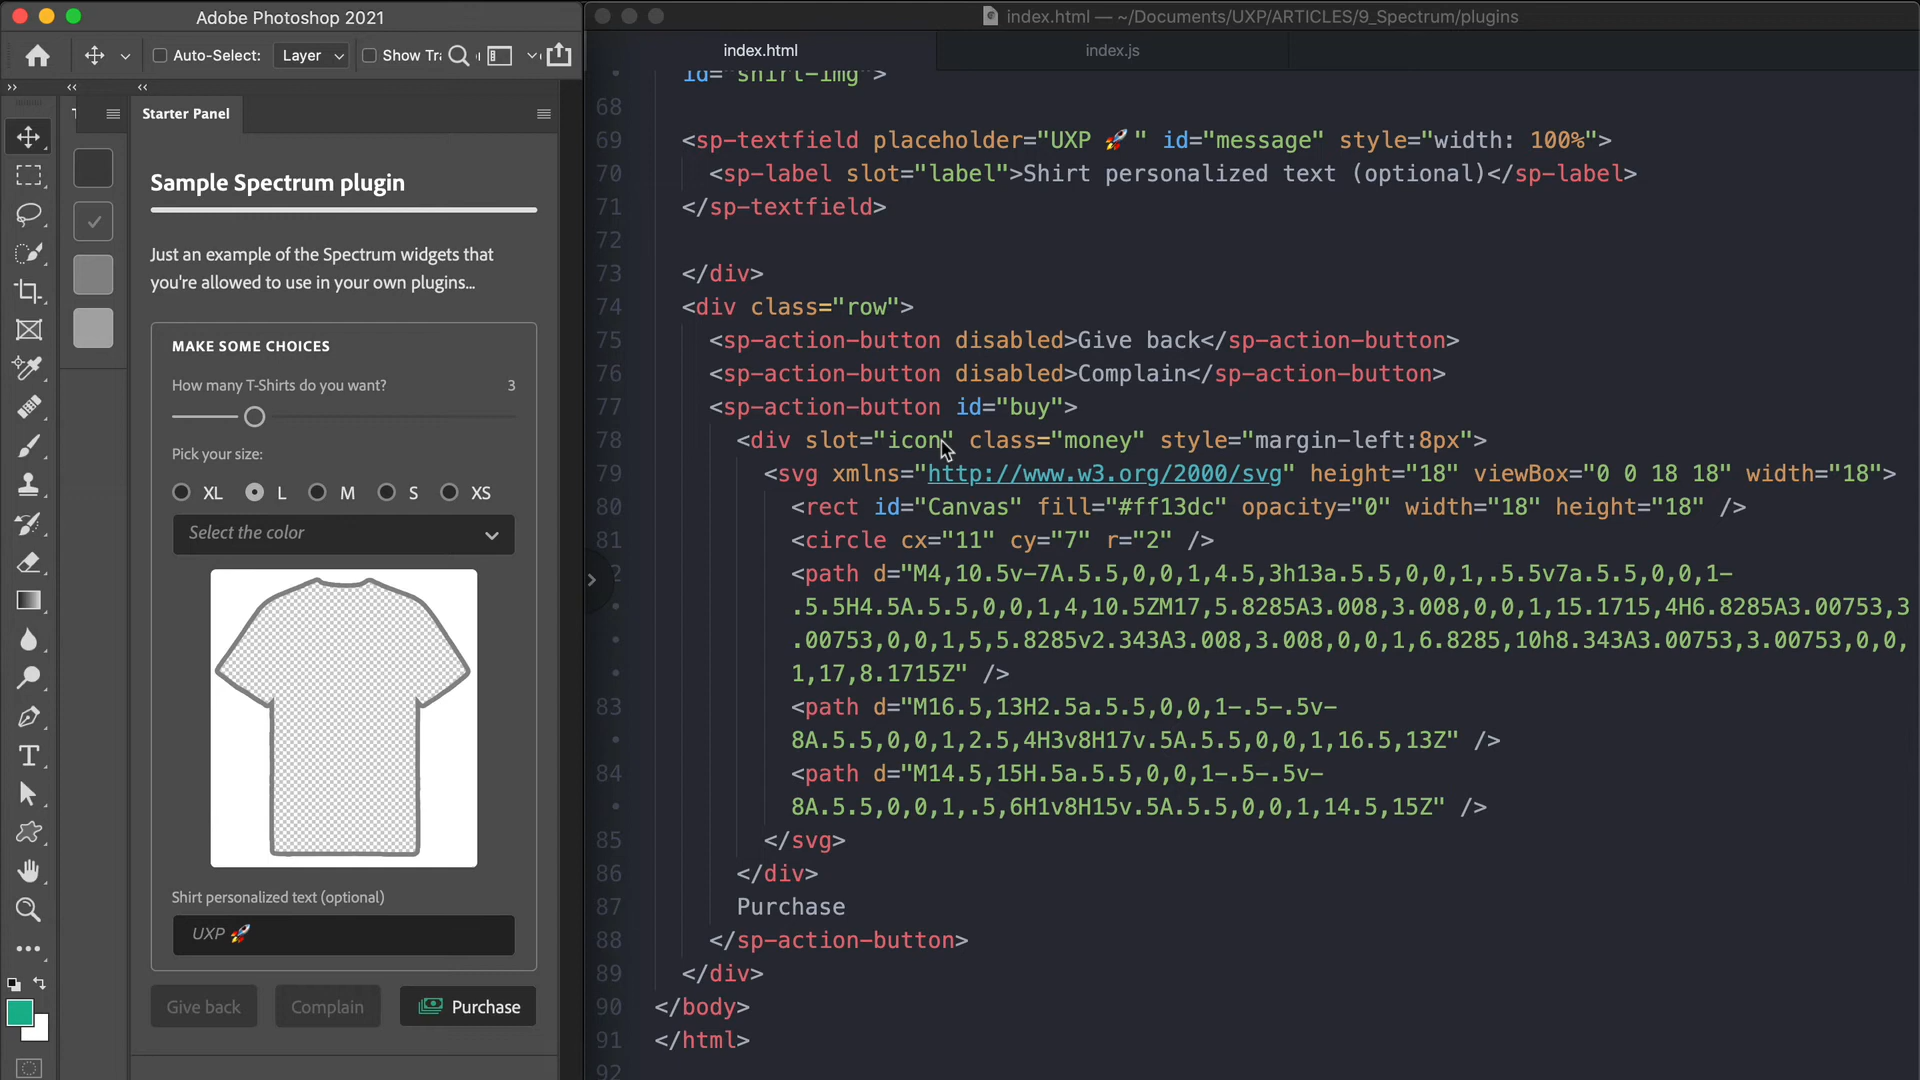 Adobe Photoshop 2021
index.html — ~/Documents/UXP/ARTICLES/9_Spectrum/plugins
Auto-Select:
Layer
Show Tr
index.html
index.js
Starter Panel
Sample Spectrum plugin
Just an example of the Spectrum widgets that
you're allowed to use in your own plugins...
MAKE SOME CHOICES
How many T-Shirts do you want?
3
Pick your size:
XL
L
M
S
XS
Select the color
Shirt personalized text (optional)
UXP 🚀
Give back
Complain
Purchase
id="shirt-img">
68
69 <sp-textfield placeholder="UXP 🚀" id="message" style="width: 100%">
70 <sp-label slot="label">Shirt personalized text (optional)</sp-label>
71 </sp-textfield>
72
73 </div>
74 <div class="row">
75 <sp-action-button disabled>Give back</sp-action-button>
76 <sp-action-button disabled>Complain</sp-action-button>
77 <sp-action-button id="buy">
78 <div slot="icon" class="money" style="margin-left:8px">
79 <svg xmlns="http://www.w3.org/2000/svg" height="18" viewBox="0 0 18 18" width="18">
80 <rect id="Canvas" fill="#ff13dc" opacity="0" width="18" height="18" />
81 <circle cx="11" cy="7" r="2" />
2 <path d="M4,10.5v-7A.5.5,0,0,1,4.5,3h13a.5.5,0,0,1,.5.5v7a.5.5,0,0,1-
.5.5H4.5A.5.5,0,0,1,4,10.5ZM17,5.8285A3.008,3.008,0,0,1,15.1715,4H6.8285A3.00753,3
.00753,0,0,1,5,5.8285v2.343A3.008,3.008,0,0,1,6.8285,10h8.343A3.00753,3.00753,0,0,
1,17,8.1715Z" />
83 <path d="M16.5,13H2.5a.5.5,0,0,1-.5-.5v-
8A.5.5,0,0,1,2.5,4H3v8H17v.5A.5.5,0,0,1,16.5,13Z" />
84 <path d="M14.5,15H.5a.5.5,0,0,1-.5-.5v-
8A.5.5,0,0,1,.5,6H1v8H15v.5A.5.5,0,0,1,14.5,15Z" />
85 </svg>
86 </div>
87 Purchase
88 </sp-action-button>
89 </div>
90 </body>
91 </html>
92